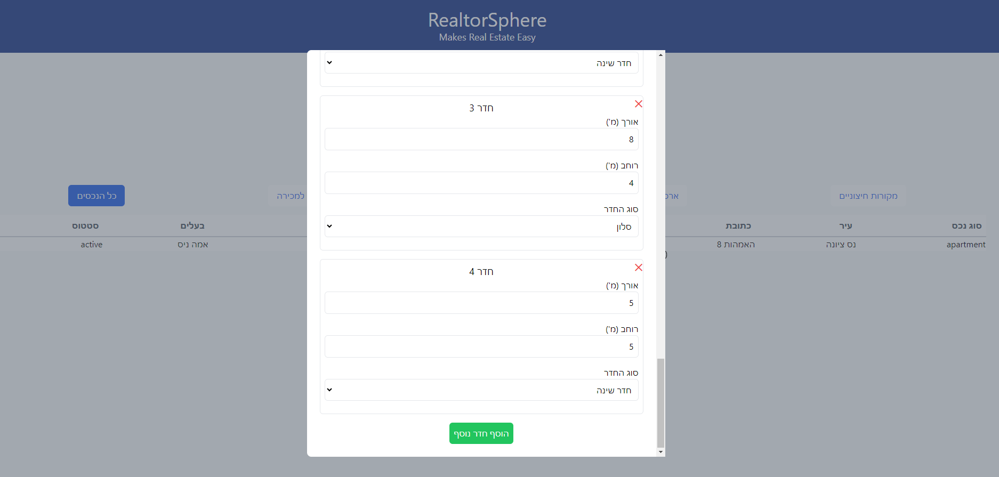 RealtorSphere
Makes Real Estate Easy
חדר שינה
חדר 3
אורך (מ')
8
רוחב (מ')
4
סוג החדר
סלון
חדר 4
אורך (מ')
5
רוחב (מ')
5
סוג החדר
חדר שינה
הוסף חדר נוסף
מקורות חיצוניים
למכירה
כל הנכסים
סוג נכס
עיר
כתובת
בעלים
סטטוס
apartment
נס ציונה
האמהות 8
אמה ניס
active